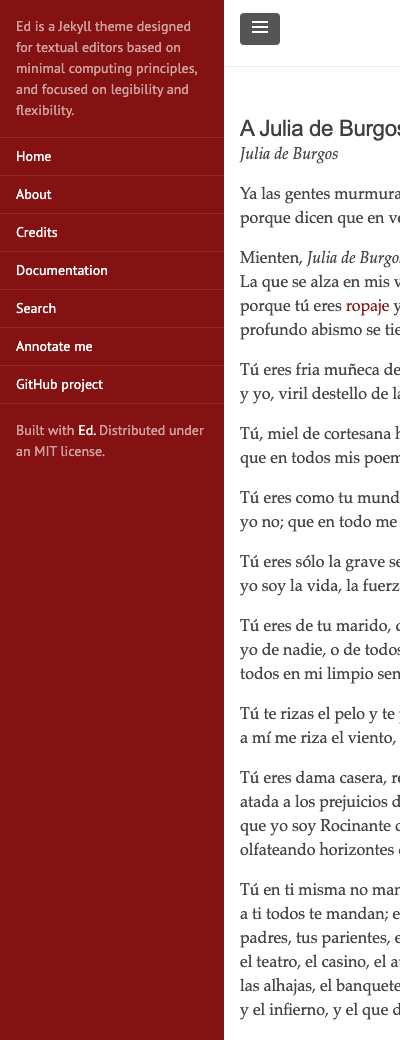 Ed is a Jekyll theme designed
for textual editors based on
minimal computing principles,
and focused on legibility and
flexibility.
Home
About
Credits
Documentation
Search
Annotate me
GitHub project
Built with Ed. Distributed under
an MIT license.
A Julia de Burgos
Julia de Burgos
Ya las gentes murmura
porque dicen que en ve
Mienten, Julia de Burgos
La que se alza en mis v
porque tú eres ropaje y
profundo abismo se tie
Tú eres fria muñeca de
y yo, viril destello de la
Tú, miel de cortesana h
que en todos mis poem
Tú eres como tu mund
yo no; que en todo me
Tú eres sólo la grave se
yo soy la vida, la fuerz
Tú eres de tu marido, d
yo de nadie, o de todos
todos en mi limpio sen
Tú te rizas el pelo y te
a mí me riza el viento,
Tú eres dama casera, re
atada a los prejuicios d
que yo soy Rocinante c
olfateando horizontes
Tú en ti misma no man
a ti todos te mandan; e
padres, tus parientes, e
el teatro, el casino, el a
las alhajas, el banquete
y el infierno, y el que d